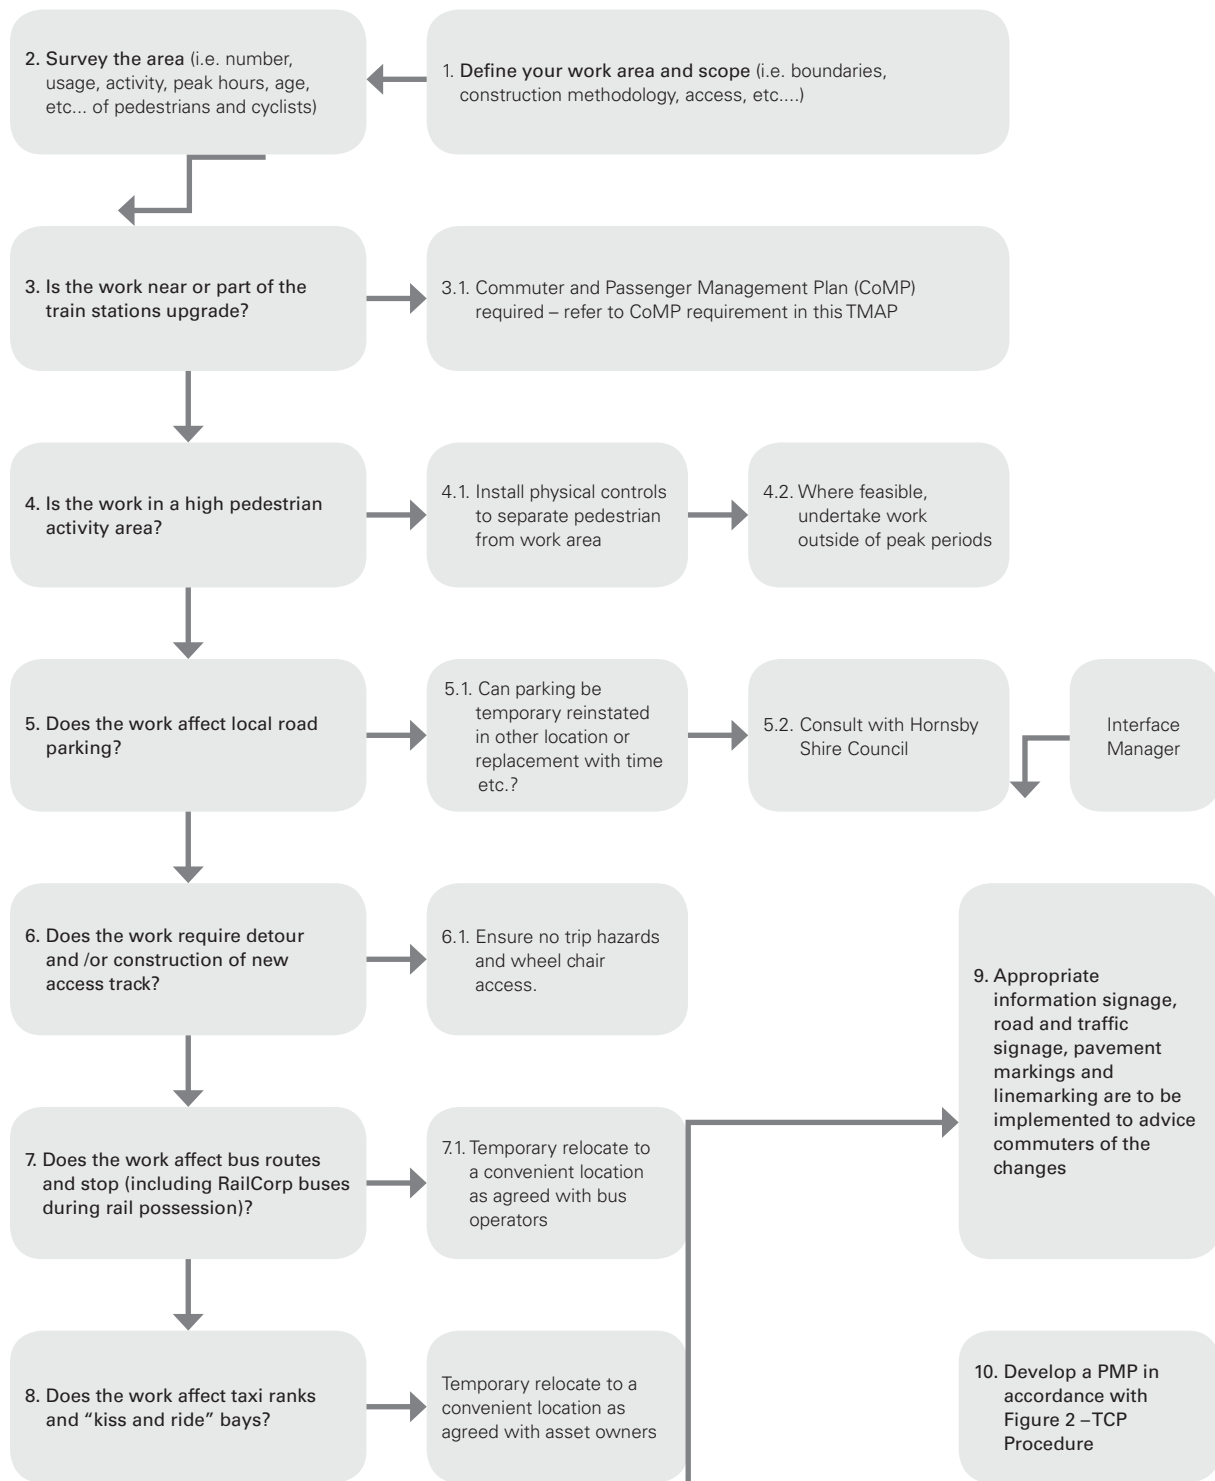 2. Survey the area (i.e. number,
usage, activity, peak hours, age,
etc... of pedestrians and cyclists)
1. Define your work area and scope (i.e. boundaries,
construction methodology, access, etc....)
3. Is the work near or part of the
train stations upgrade?
3.1. Commuter and Passenger Management Plan (CoMP)
required – refer to CoMP requirement in this TMAP
4. Is the work in a high pedestrian
activity area?
4.1. Install physical controls
to separate pedestrian
from work area
4.2. Where feasible,
undertake work
outside of peak periods
5. Does the work affect local road
parking?
5.1. Can parking be
temporary reinstated
in other location or
replacement with time
etc.?
5.2. Consult with Hornsby
Shire Council
Interface
Manager
6. Does the work require detour
and /or construction of new
access track?
6.1. Ensure no trip hazards
and wheel chair
access.
9. Appropriate
information signage,
road and traffic
signage, pavement
markings and
linemarking are to be
implemented to advice
commuters of the
changes
7. Does the work affect bus routes
and stop (including RailCorp buses
during rail possession)?
7.1. Temporary relocate to
a convenient location
as agreed with bus
operators
8. Does the work affect taxi ranks
and “kiss and ride” bays?
Temporary relocate to a
convenient location as
agreed with asset owners
10. Develop a PMP in
accordance with
Figure 2 – TCP
Procedure